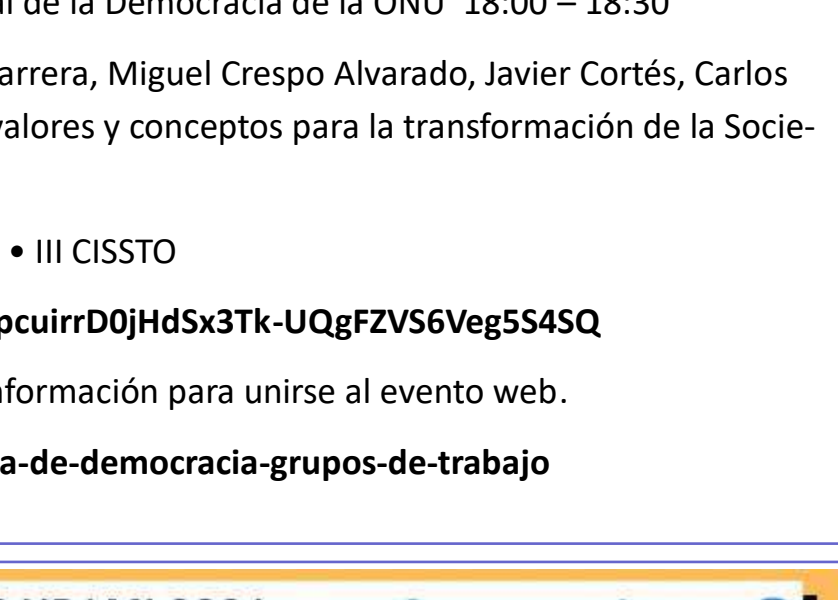 de la Democracia de la ONU 18:00 – 18:30
arrera, Miguel Crespo Alvarado, Javier Cortés, Carlos
valores y conceptos para la transformación de la Socie-
• III CISSTO
pcuirrD0jHdSx3Tk-UQgFZVS6Veg5S4SQ
nformación para unirse al evento web.
a-de-democracia-grupos-de-trabajo